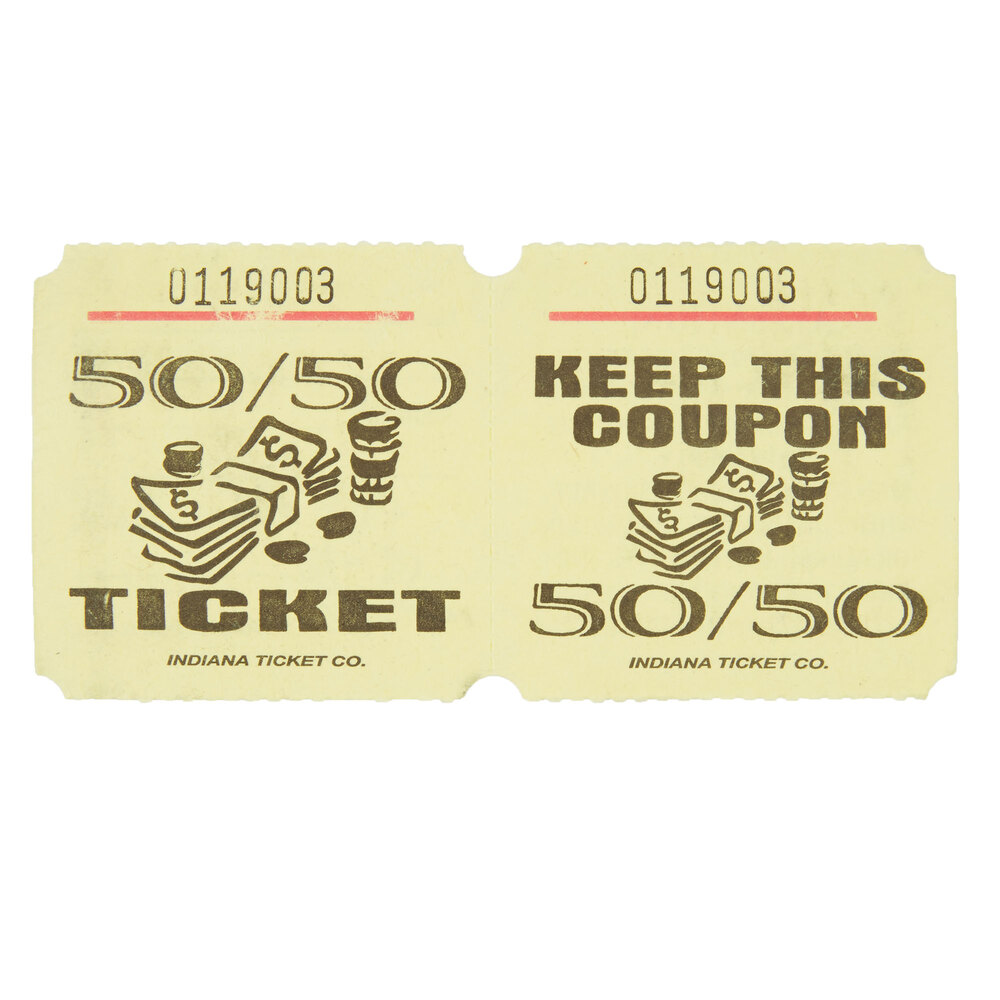 0119003
50/50
$ $
TICKET
INDIANA TICKET CO.
0119003
KEEP THIS
COUPON
$ $
50/50
INDIANA TICKET CO.